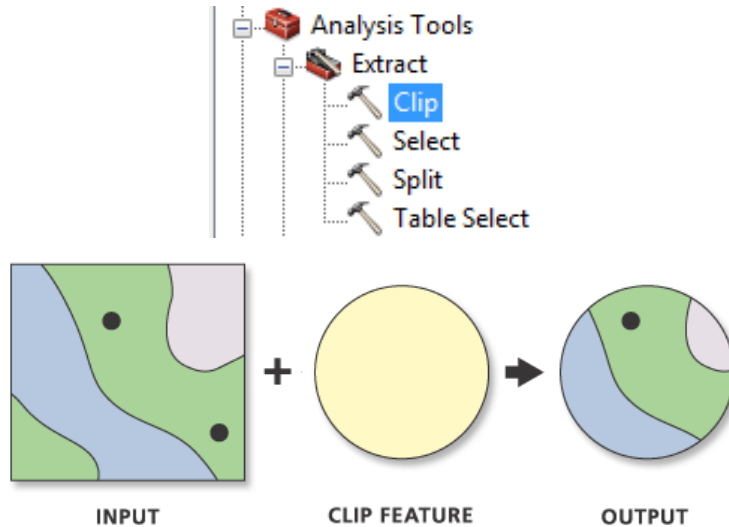 Analysis Tools
Extract
Clip
Select
Split
Table Select
INPUT CLIP FEATURE OUTPUT